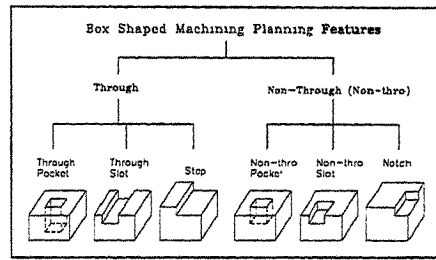 Box Shaped Machining Planning Features
Through
Non-Through (Non-thro)
Through
Pocket
Through
Slot
Step
Non-thro
Pocket
Non-thro
Slot
Notch